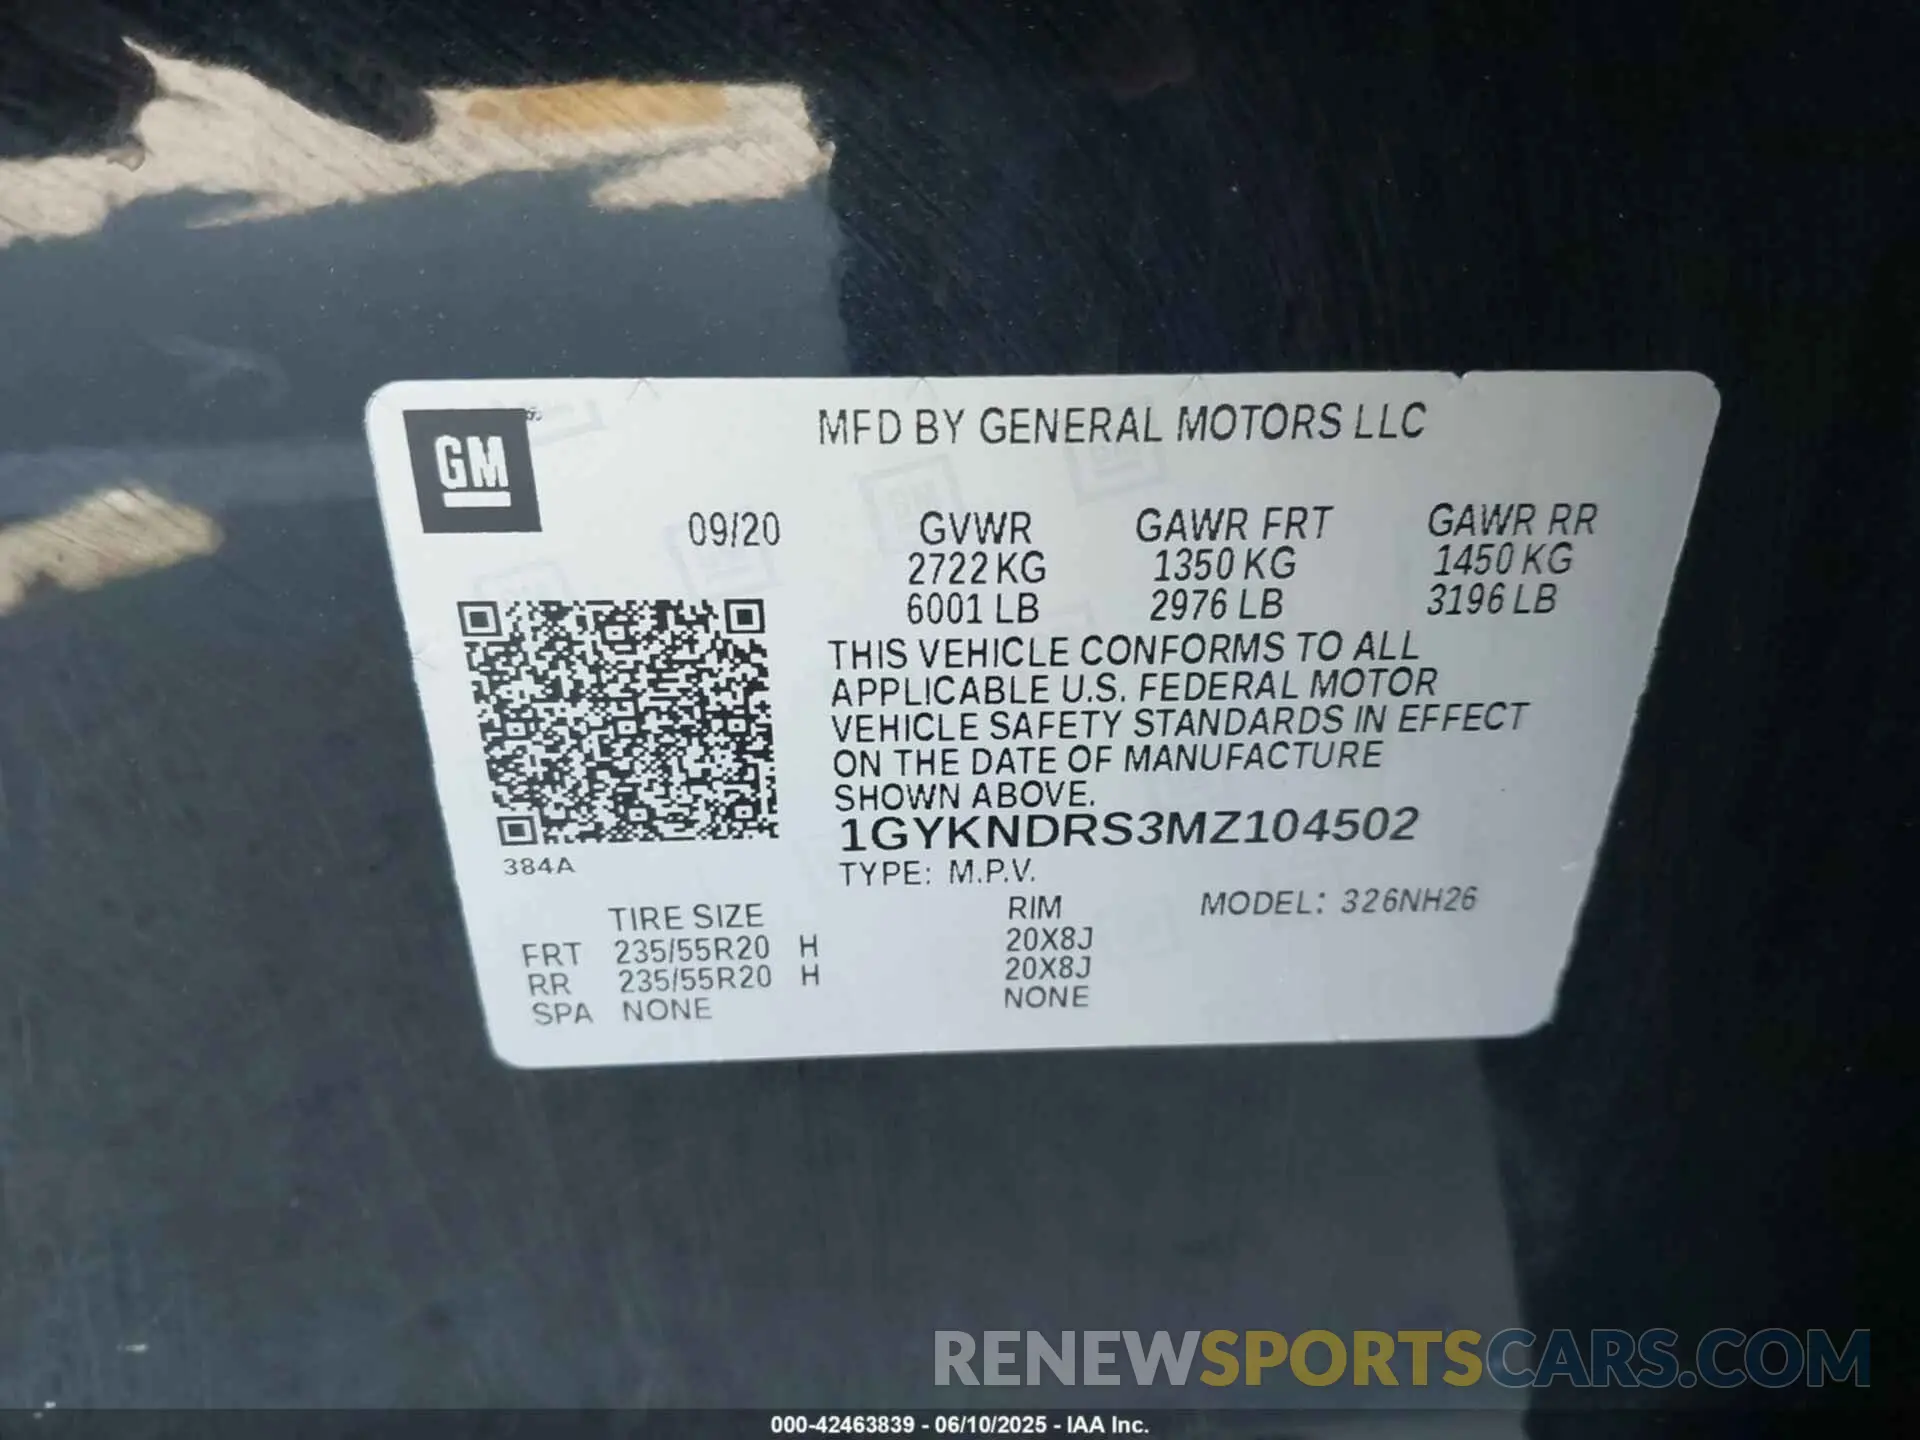 GM
MFD BY GENERAL MOTORS LLC
09/20 GVWR GAWR FRT GAWR RR
2722 KG 1350 KG 1450 KG
6001 LB 2976 LB 3196 LB
THIS VEHICLE CONFORMS TO ALL
APPLICABLE U.S. FEDERAL MOTOR
VEHICLE SAFETY STANDARDS IN EFFECT
ON THE DATE OF MANUFACTURE
SHOWN ABOVE.
1GYKNDRS3MZ104502
384A
TYPE: M.P.V.
TIRE SIZE RIM MODEL: 326NH26
FRT 235/55R20 H 20X8J
RR 235/55R20 H 20X8J
SPA NONE NONE
RENEWSPORTSCARS.COM
000-42463839 - 06/10/2025 - IAA Inc.